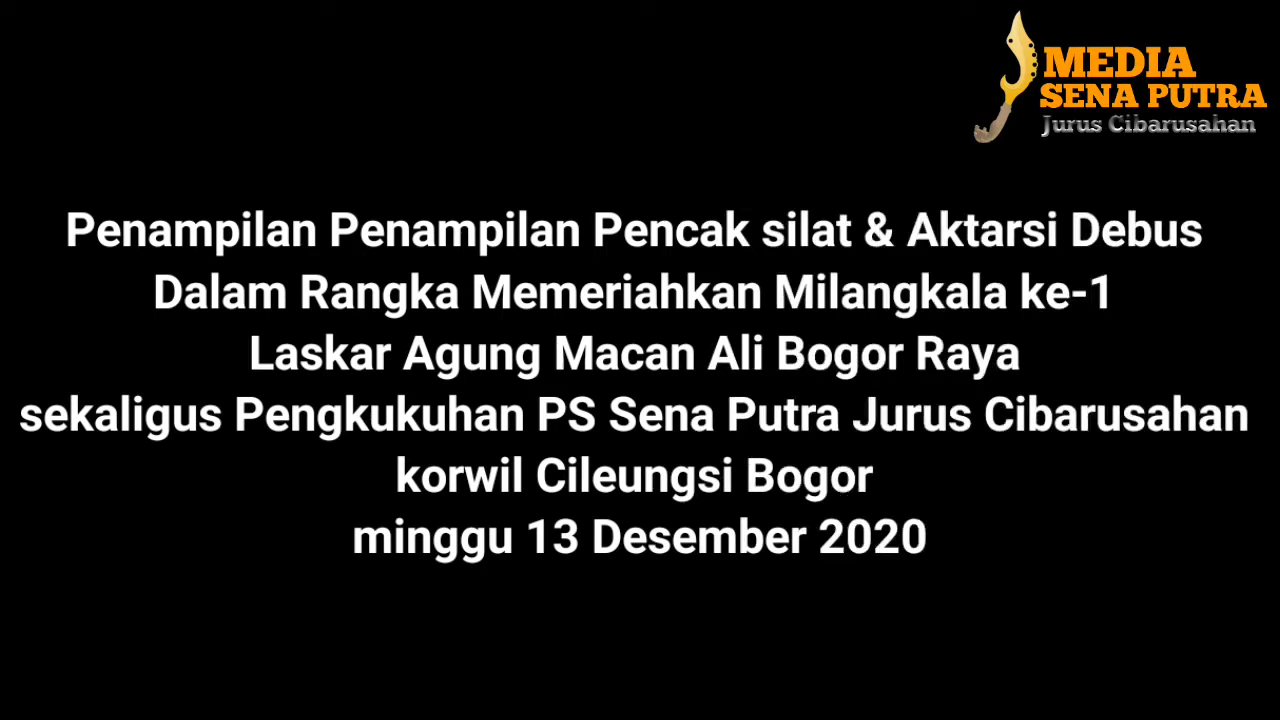 MEDIA
SENA PUTRA
Jurus Cibarusahan
Penampilan Penampilan Pencak silat & Aktarsi Debus
Dalam Rangka Memeriahkan Milangkala ke-1
Laskar Agung Macan Ali Bogor Raya
sekaligus Pengkukuhan PS Sena Putra Jurus Cibarusahan
korwil Cileungsi Bogor
minggu 13 Desember 2020